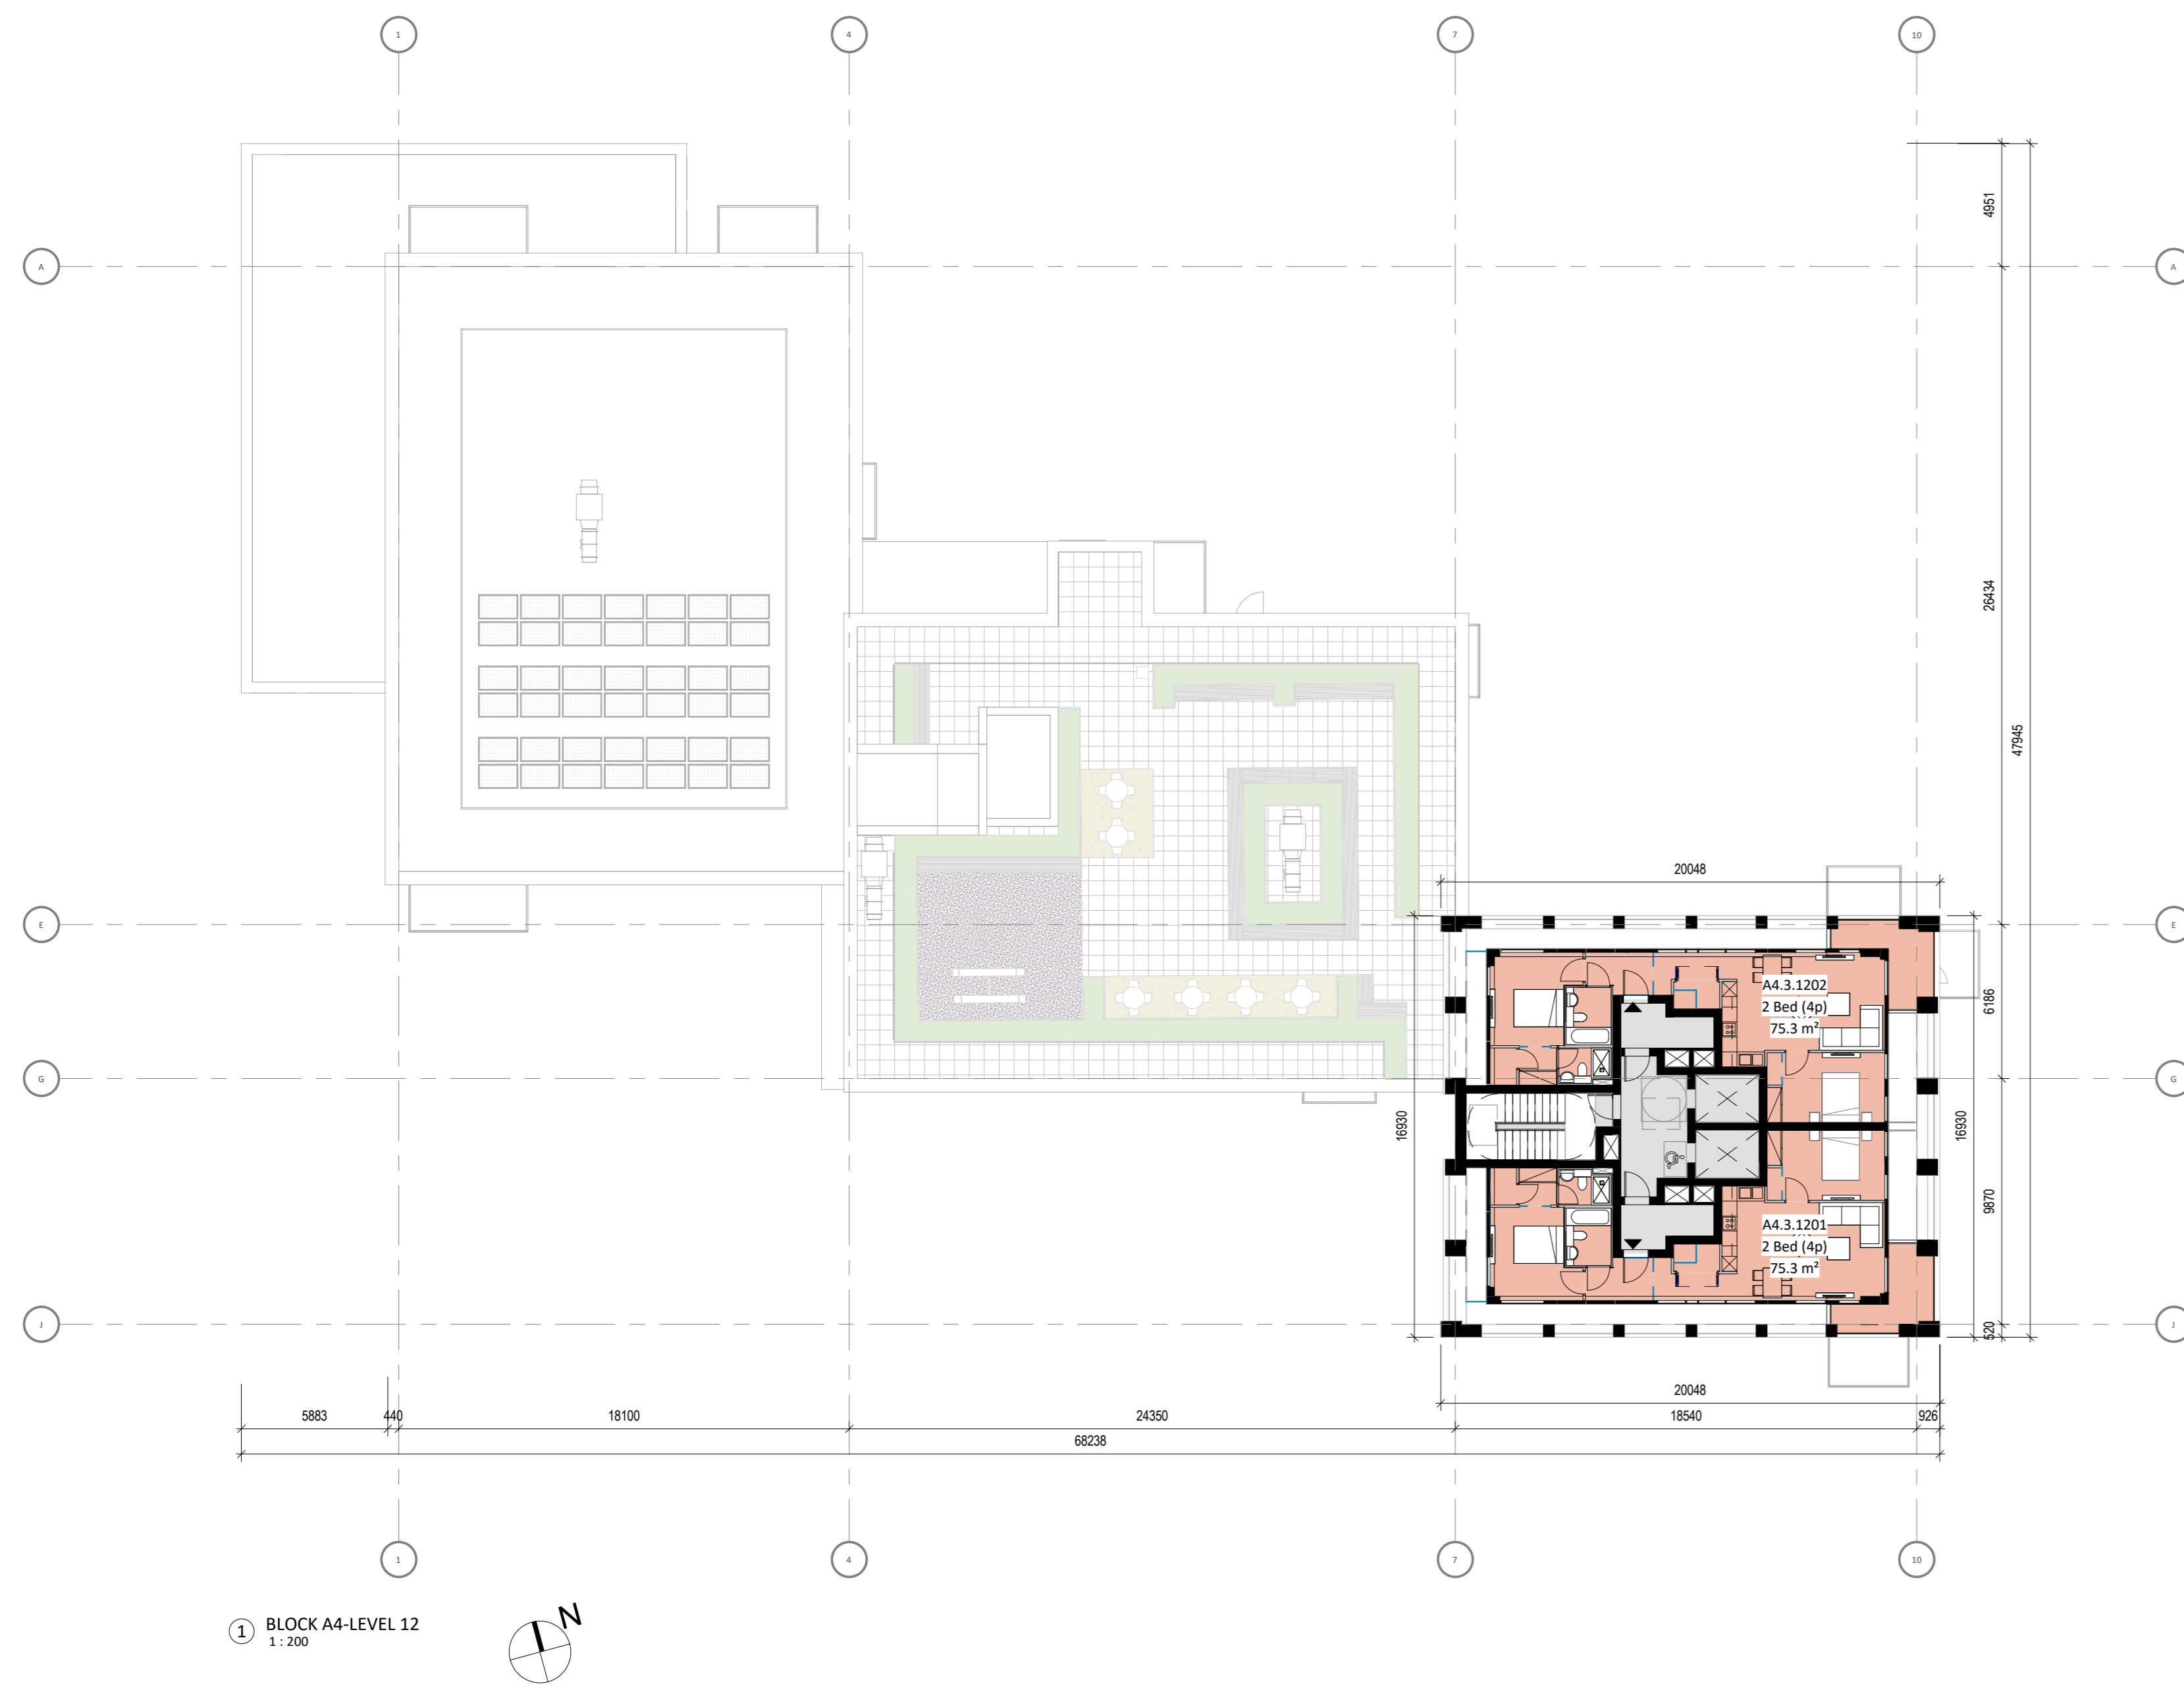 1
4
7
10
4951
A
A
26434
47945
20048
E
E
A4.3.1202
2 Bed (4p)
75.3 m²
6186
G
G
16930
16930
9870
A4.3.1201
2 Bed (4p)
75.3 m²
J
J
520
20048
5883
440
18100
24350
18540
926
68238
1
4
7
10
1
BLOCK A4-LEVEL 12
1 : 200
N